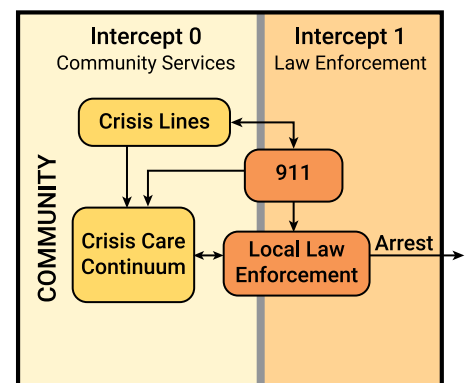 Intercept 0
Community Services
Intercept 1
Law Enforcement
Crisis Lines
911
COMMUNITY
Crisis Care
Continuum
Local Law
Enforcement
Arrest